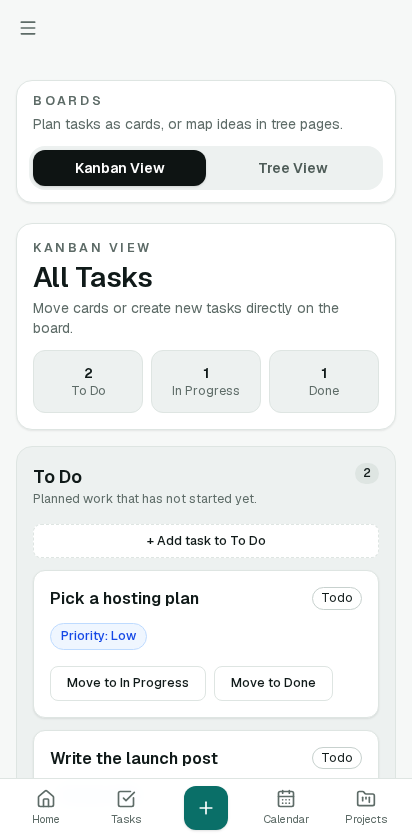 BOARDS
Plan tasks as cards, or map ideas in tree pages.
Kanban View
Tree View
KANBAN VIEW
All Tasks
Move cards or create new tasks directly on the
board.
2
To Do
1
In Progress
1
Done
To Do
2
Planned work that has not started yet.
+ Add task to To Do
Pick a hosting plan
Todo
Priority: Low
Move to In Progress
Move to Done
Write the launch post
Todo
Home
Tasks
Calendar
Projects